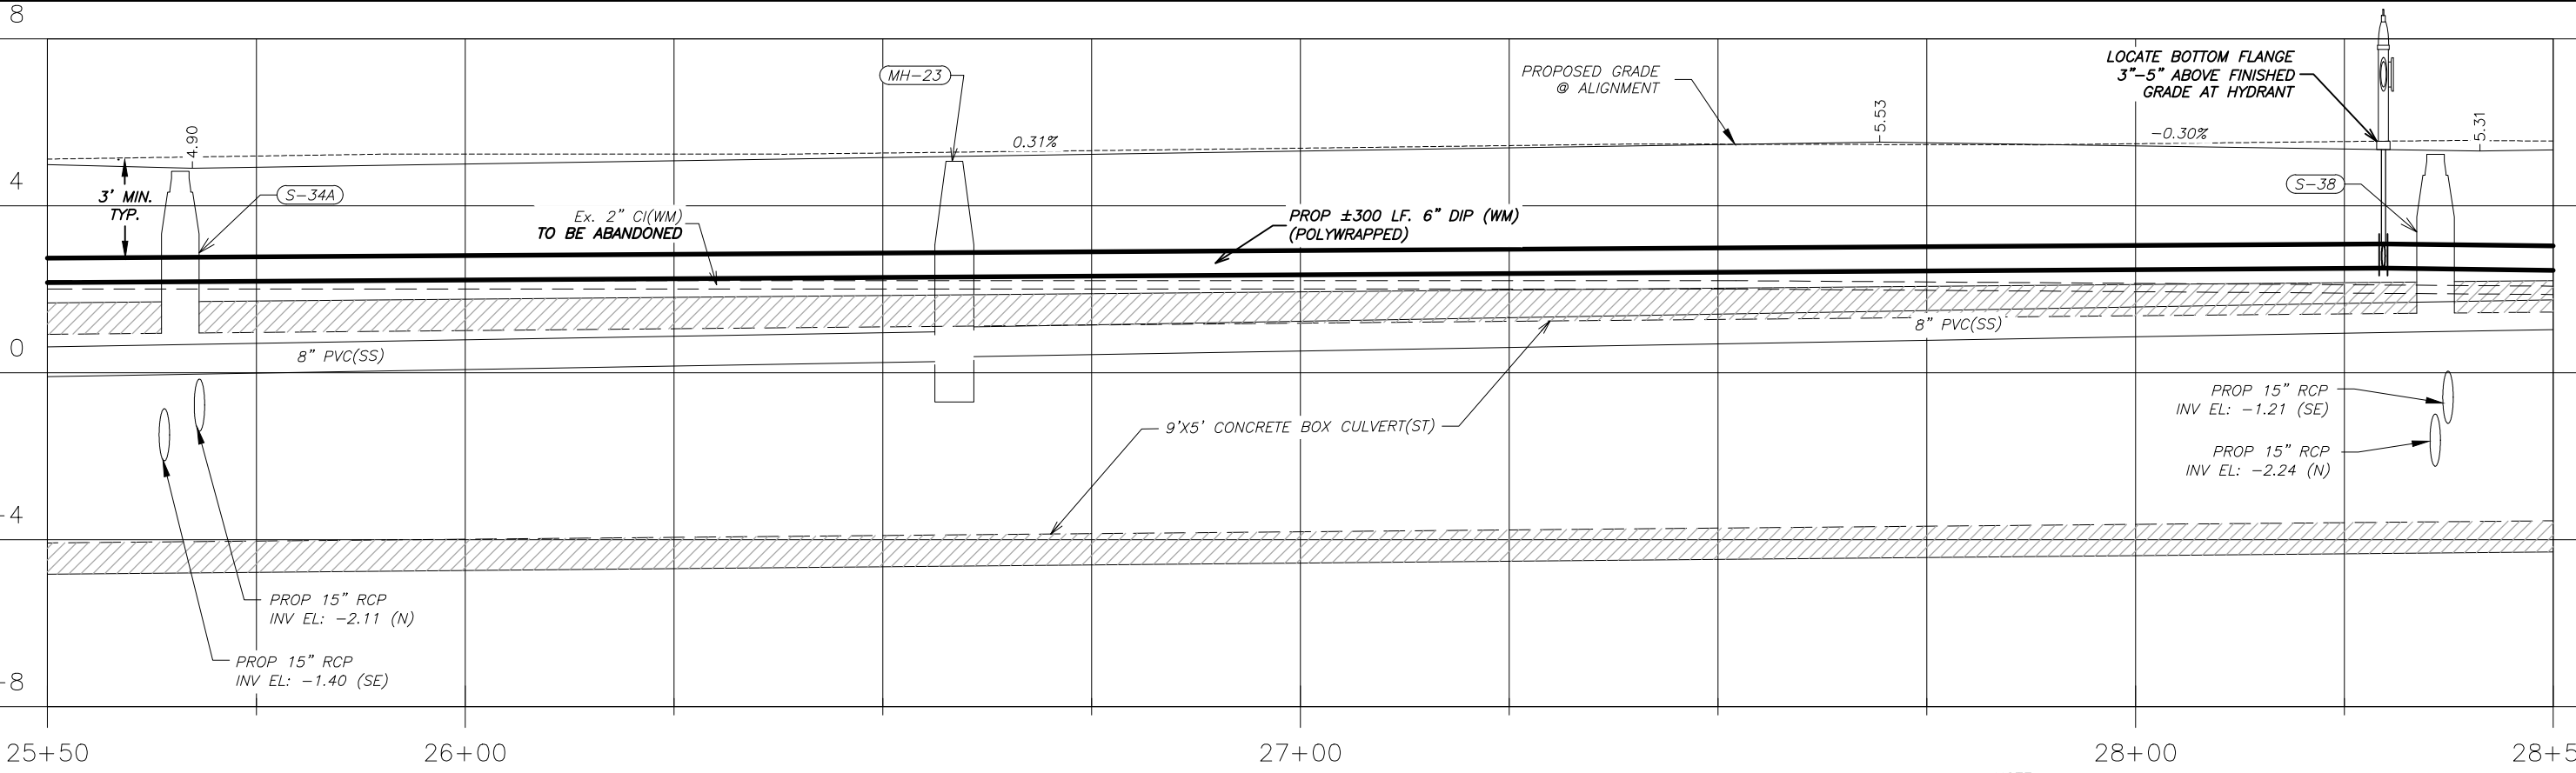 8
4
0
-4
-8
MH-23
PROPOSED GRADE
@ ALIGNMENT
LOCATE BOTTOM FLANGE
3"-5" ABOVE FINISHED
GRADE AT HYDRANT
4.90
0.31%
5.53
-0.30%
5.31
3' MIN.
TYP.
S-34A
S-38
Ex. 2" CI(WM)
TO BE ABANDONED
PROP ±300 LF. 6" DIP (WM)
(POLYWRAPPED)
8" PVC(SS)
8" PVC(SS)
9'X5' CONCRETE BOX CULVERT(ST)
PROP 15" RCP
INV EL: -1.21 (SE)
PROP 15" RCP
INV EL: -2.24 (N)
PROP 15" RCP
INV EL: -2.11 (N)
PROP 15" RCP
INV EL: -1.40 (SE)
25+50
26+00
27+00
28+00
28+5